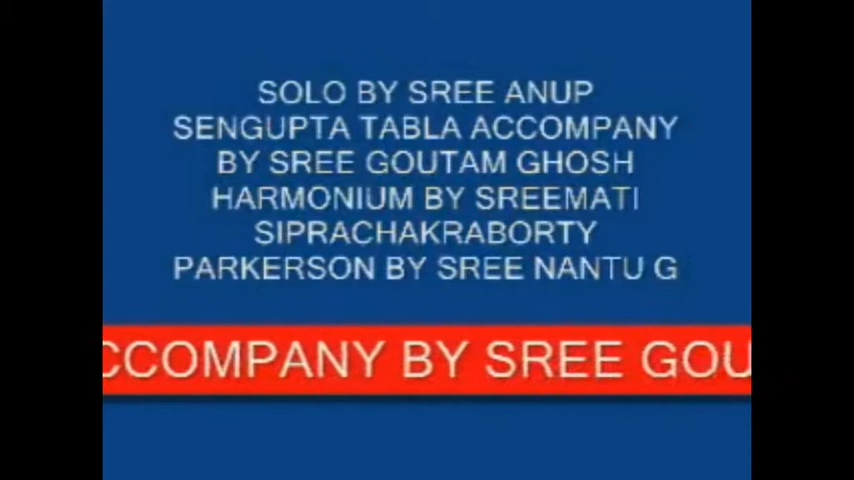 SOLO BY SREE ANUP
SENGUPTA TABLA ACCOMPANY
BY SREE GOUTAM GHOSH
HARMONIUM BY SREEMATI
SIPRACHAKRABORTY
PARKERSON BY SREE NANTU G
CCOMPANY BY SREE GOU